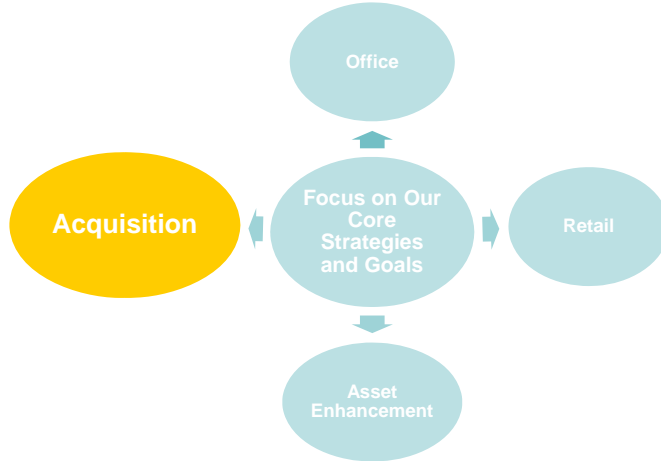 Office
Acquisition
Focus on Our
Core
Strategies
and Goals
Retail
Asset
Enhancement